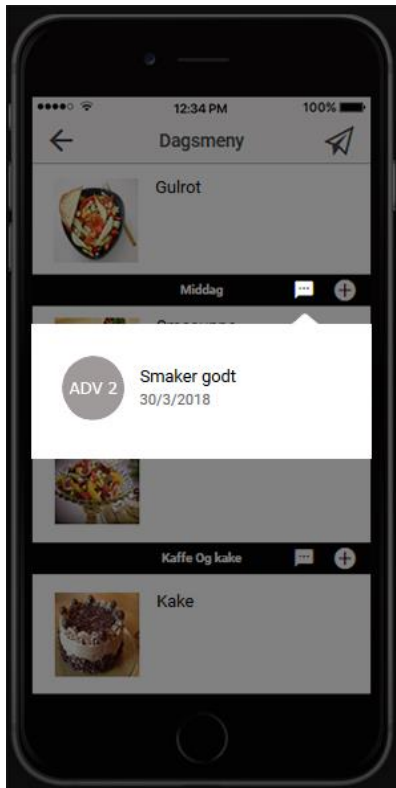 12:34 PM 100%
Dagsmeny
Gulrot
Middag
ADV 2
Smaker godt
30/3/2018
Kaffe Og kake
Kake